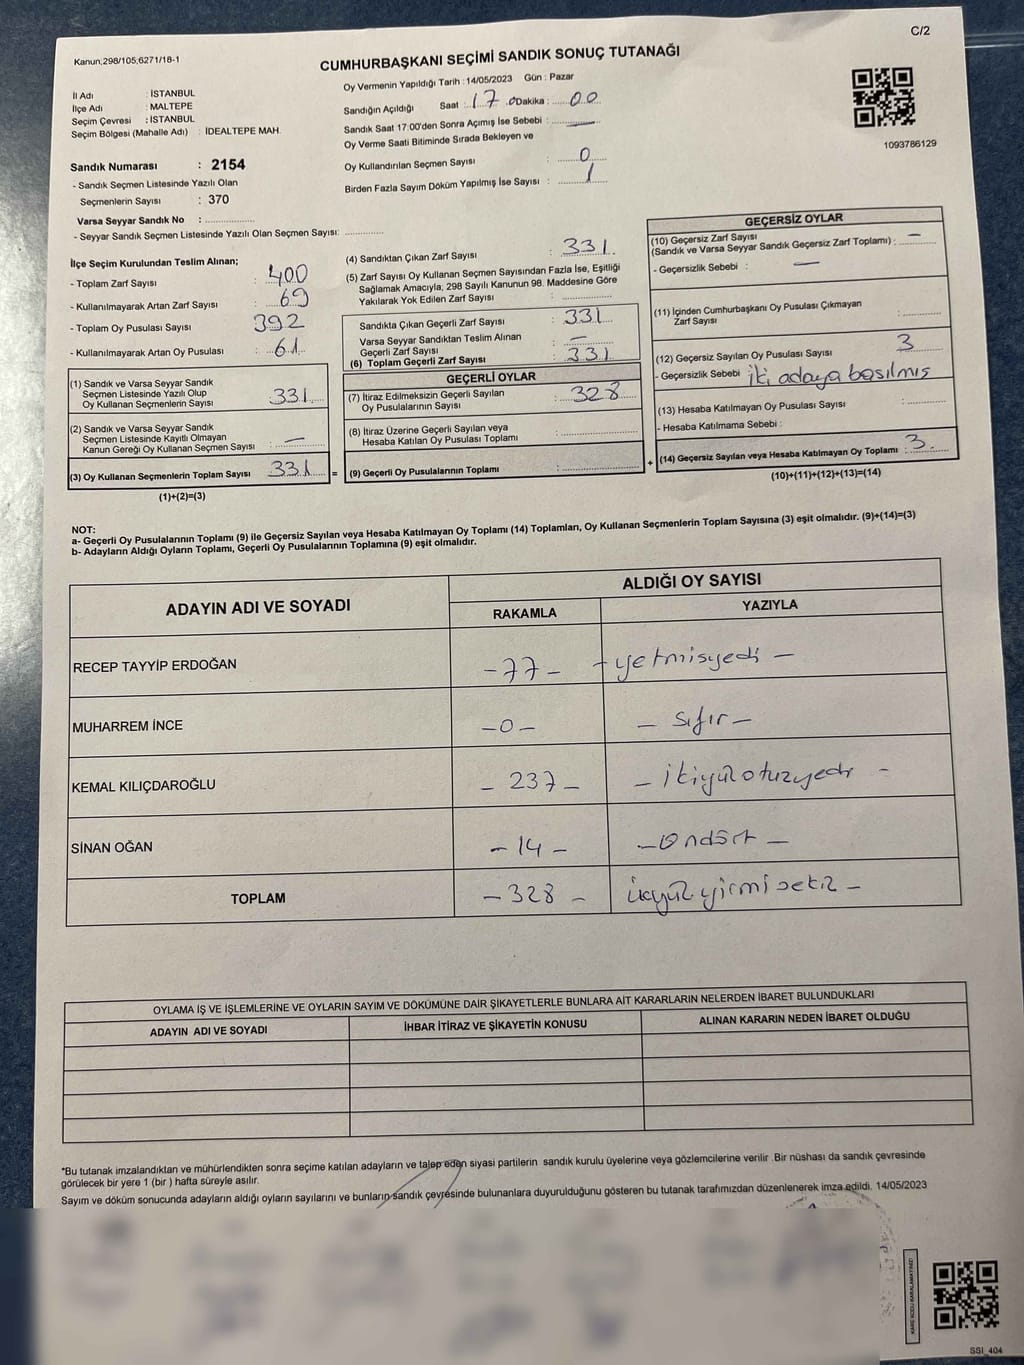 C/2
Kanun;298/105;6271/18-1
CUMHURBAŞKANI SEÇİMİ SANDIK SONUÇ TUTANAĞI
İl Adı : İSTANBUL
İlçe Adı : MALTEPE
Seçim Çevresi : İSTANBUL
Seçim Bölgesi (Mahalle Adı) : İDEALTEPE MAH.
Oy Vermenin Yapıldığı Tarih : 14/05/2023 Gün : Pazar
Sandığın Açıldığı Saat : 17 .0Dakika : 00
Sandık Saat 17:00'den Sonra Açımış İse Sebebi : —
Oy Verme Saati Bitiminde Sırada Bekleyen ve
Oy Kullandırılan Seçmen Sayısı : 0
Birden Fazla Sayım Döküm Yapılmış İse Sayısı : 1
1093786129
Sandık Numarası : 2154
- Sandık Seçmen Listesinde Yazılı Olan
Seçmenlerin Sayısı : 370
Varsa Seyyar Sandık No : ................
- Seyyar Sandık Seçmen Listesinde Yazılı Olan Seçmen Sayısı: ............
İlçe Seçim Kurulundan Teslim Alınan;
- Toplam Zarf Sayısı : 400
- Kullanılmayarak Artan Zarf Sayısı : 69
- Toplam Oy Pusulası Sayısı : 392
- Kullanılmayarak Artan Oy Pusulası : 61
(1) Sandık ve Varsa Seyyar Sandık
Seçmen Listesinde Yazılı Olup
Oy Kullanan Seçmenlerin Sayısı : 331
(2) Sandık ve Varsa Seyyar Sandık
Seçmen Listesinde Kayıtlı Olmayan
Kanun Gereği Oy Kullanan Seçmen Sayısı : —
(3) Oy Kullanan Seçmenlerin Toplam Sayısı 331 =
(1)+(2)=(3)
(4) Sandıktan Çıkan Zarf Sayısı : 331
(5) Zarf Sayısı Oy Kullanan Seçmen Sayısından Fazla İse, Eşitliği
Sağlamak Amacıyla; 298 Sayılı Kanunun 98. Maddesine Göre
Yakılarak Yok Edilen Zarf Sayısı : ................
Sandıkta Çıkan Geçerli Zarf Sayısı : 331
Varsa Seyyar Sandıktan Teslim Alınan
Geçerli Zarf Sayısı : —
(6) Toplam Geçerli Zarf Sayısı : 331
GEÇERLİ OYLAR
(7) İtiraz Edilmeksizin Geçerli Sayılan
Oy Pusulalarının Sayısı : 328
(8) İtiraz Üzerine Geçerli Sayılan veya
Hesaba Katılan Oy Pusulası Toplamı : ................
(9) Geçerli Oy Pusulalarının Toplamı : ................ +
GEÇERSİZ OYLAR
(10) Geçersiz Zarf Sayısı
(Sandık ve Varsa Seyyar Sandık Geçersiz Zarf Toplamı) : —
- Geçersizlik Sebebi : —
(11) İçinden Cumhurbaşkanı Oy Pusulası Çıkmayan
Zarf Sayısı : ............
(12) Geçersiz Sayılan Oy Pusulası Sayısı : 3
- Geçersizlik Sebebi : iki adaya basılmış
(13) Hesaba Katılmayan Oy Pusulası Sayısı : ............
- Hesaba Katılmama Sebebi :
(14) Geçersiz Sayılan veya Hesaba Katılmayan Oy Toplamı : 3
(10)+(11)+(12)+(13)=(14)
NOT:
a- Geçerli Oy Pusulalarının Toplamı (9) ile Geçersiz Sayılan veya Hesaba Katılmayan Oy Toplamı (14) Toplamları, Oy Kullanan Seçmenlerin Toplam Sayısına (3) eşit olmalıdır. (9)+(14)=(3)
b- Adayların Aldığı Oyların Toplamı, Geçerli Oy Pusulalarının Toplamına (9) eşit olmalıdır.
ADAYIN ADI VE SOYADI
ALDIĞI OY SAYISI
RAKAMLA YAZIYLA
RECEP TAYYİP ERDOĞAN -77- - yetmişyedi -
MUHARREM İNCE -0- - sıfır -
KEMAL KILIÇDAROĞLU - 237 - - ikiyüzotuzyedi -
SİNAN OĞAN - 14 - - Ondört -
TOPLAM - 328 - üçyüzyirmisekiz -
OYLAMA İŞ VE İŞLEMLERİNE VE OYLARIN SAYIM VE DÖKÜMÜNE DAİR ŞİKAYETLERLE BUNLARA AİT KARARLARIN NELERDEN İBARET BULUNDUKLARI
ADAYIN ADI VE SOYADI İHBAR İTİRAZ VE ŞİKAYETİN KONUSU ALINAN KARARIN NEDEN İBARET OLDUĞU
*Bu tutanak imzalandıktan ve mühürlendikten sonra seçime katılan adayların ve talep eden siyasi partilerin sandık kurulu üyelerine veya gözlemcilerine verilir .Bir nüshası da sandık çevresinde
görülecek bir yere 1 (bir ) hafta süreyle asılır.
Sayım ve döküm sonucunda adayların aldığı oyların sayılarını ve bunların sandık çevresinde bulunanlara duyurulduğunu gösteren bu tutanak tarafımızdan düzenlenerek imza edildi. 14/05/2023
KARE KODU KARALAMAYINIZ!
SSI_404